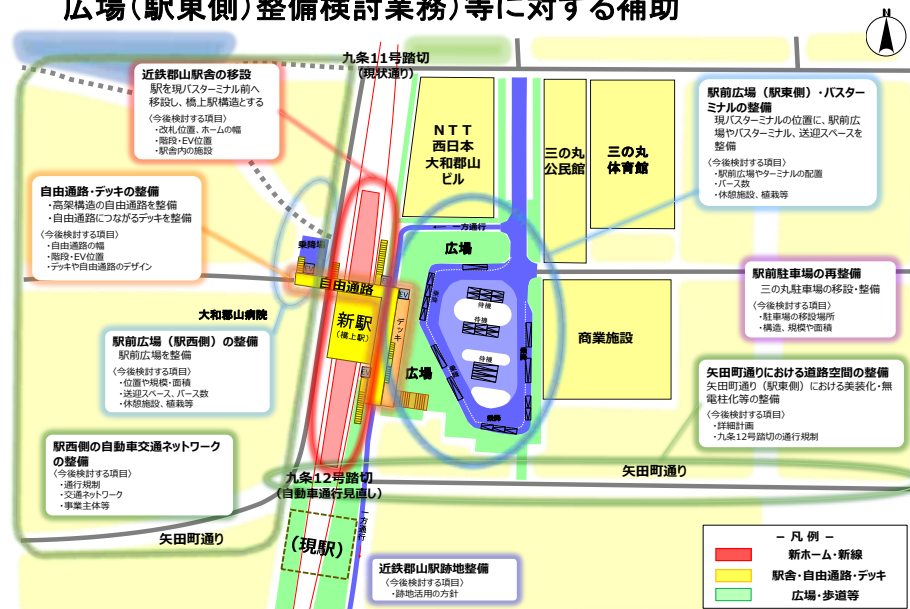 広場（駅東側）整備検討業務）等に対する補助
N
九条11号踏切
（現状通り）
近鉄郡山駅舎の移設
駅を現バスターミナル前へ
移設し、橋上駅構造とする
〈今後検討する項目〉
・改札位置、ホームの幅
・階段・EV位置
・駅舎内の施設
自由通路・デッキの整備
・高架構造の自由通路を整備
・自由通路につながるデッキを整備
〈今後検討する項目〉
・自由通路の幅
・階段・EV位置
・デッキや自由通路のデザイン
大和郡山病院
駅前広場（駅西側）の整備
駅前広場を整備
〈今後検討する項目〉
・位置や規模・面積
・送迎スペース、バース数
・休憩施設、植栽等
駅西側の自動車交通ネットワーク
の整備
〈今後検討する項目〉
・通行規制
・交通ネットワーク
・事業主体等
矢田町通り
NTT
西日本
大和郡山
ビル
三の丸
公民館
三の丸
体育館
一方通行
広場
乗降場
EV
自由通路
新駅
（橋上駅）
EV
デッキ
EV
広場
待機
待機
待機
商業施設
九条12号踏切
（自動車通行見直し）
一方通行
（現駅）
矢田町通り
駅前広場（駅東側）・バスター
ミナルの整備
現バスターミナルの位置に、駅前広
場やバスターミナル、送迎スペースを
整備
〈今後検討する項目〉
・駅前広場やターミナルの配置
・バース数
・休憩施設、植栽等
駅前駐車場の再整備
三の丸駐車場の移設・整備
〈今後検討する項目〉
・駐車場の移設場所
・構造、規模や面積
矢田町通りにおける道路空間の整備
矢田町通り（駅東側）における美装化・無
電柱化等の整備
〈今後検討する項目〉
・詳細計画
・九条12号踏切の通行規制
近鉄郡山駅跡地整備
〈今後検討する項目〉
・跡地活用の方針
－ 凡 例 －
新ホーム・新線
駅舎・自由通路・デッキ
広場・歩道等